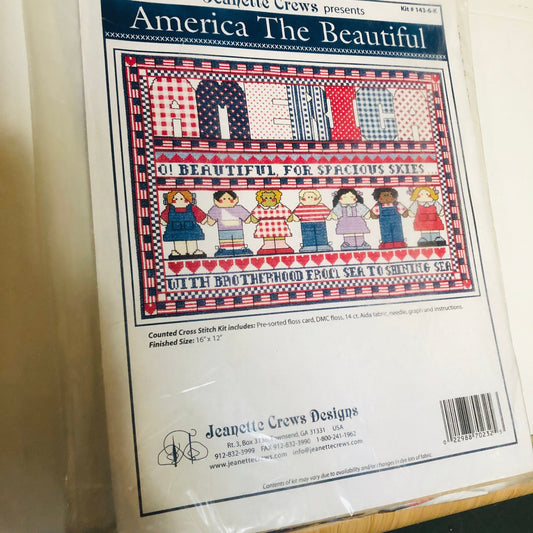 Jeanette Crews presents
Kit # 143-6-K
America The Beautiful
AMERICA
O! BEAUTIFUL, FOR SPACIOUS SKIES...
WITH BROTHERHOOD FROM SEA TO SHINING SEA
Counted Cross Stitch Kit includes: Pre-sorted floss card, DMC floss, 14 ct. Aida fabric, needle, graph and instructions.
Finished Size: 16" x 12"
Jeanette Crews Designs
Rt. 3, Box Townsend, GA 31331 USA
912-832-3999 FAX 912-832-3990 1-800-241-1962
www.jeanettecrews.com info@jeanettecrews.com
0 22988 70232 5
Contents of kit may vary due to availability and/or changes in dye lots of fabric.